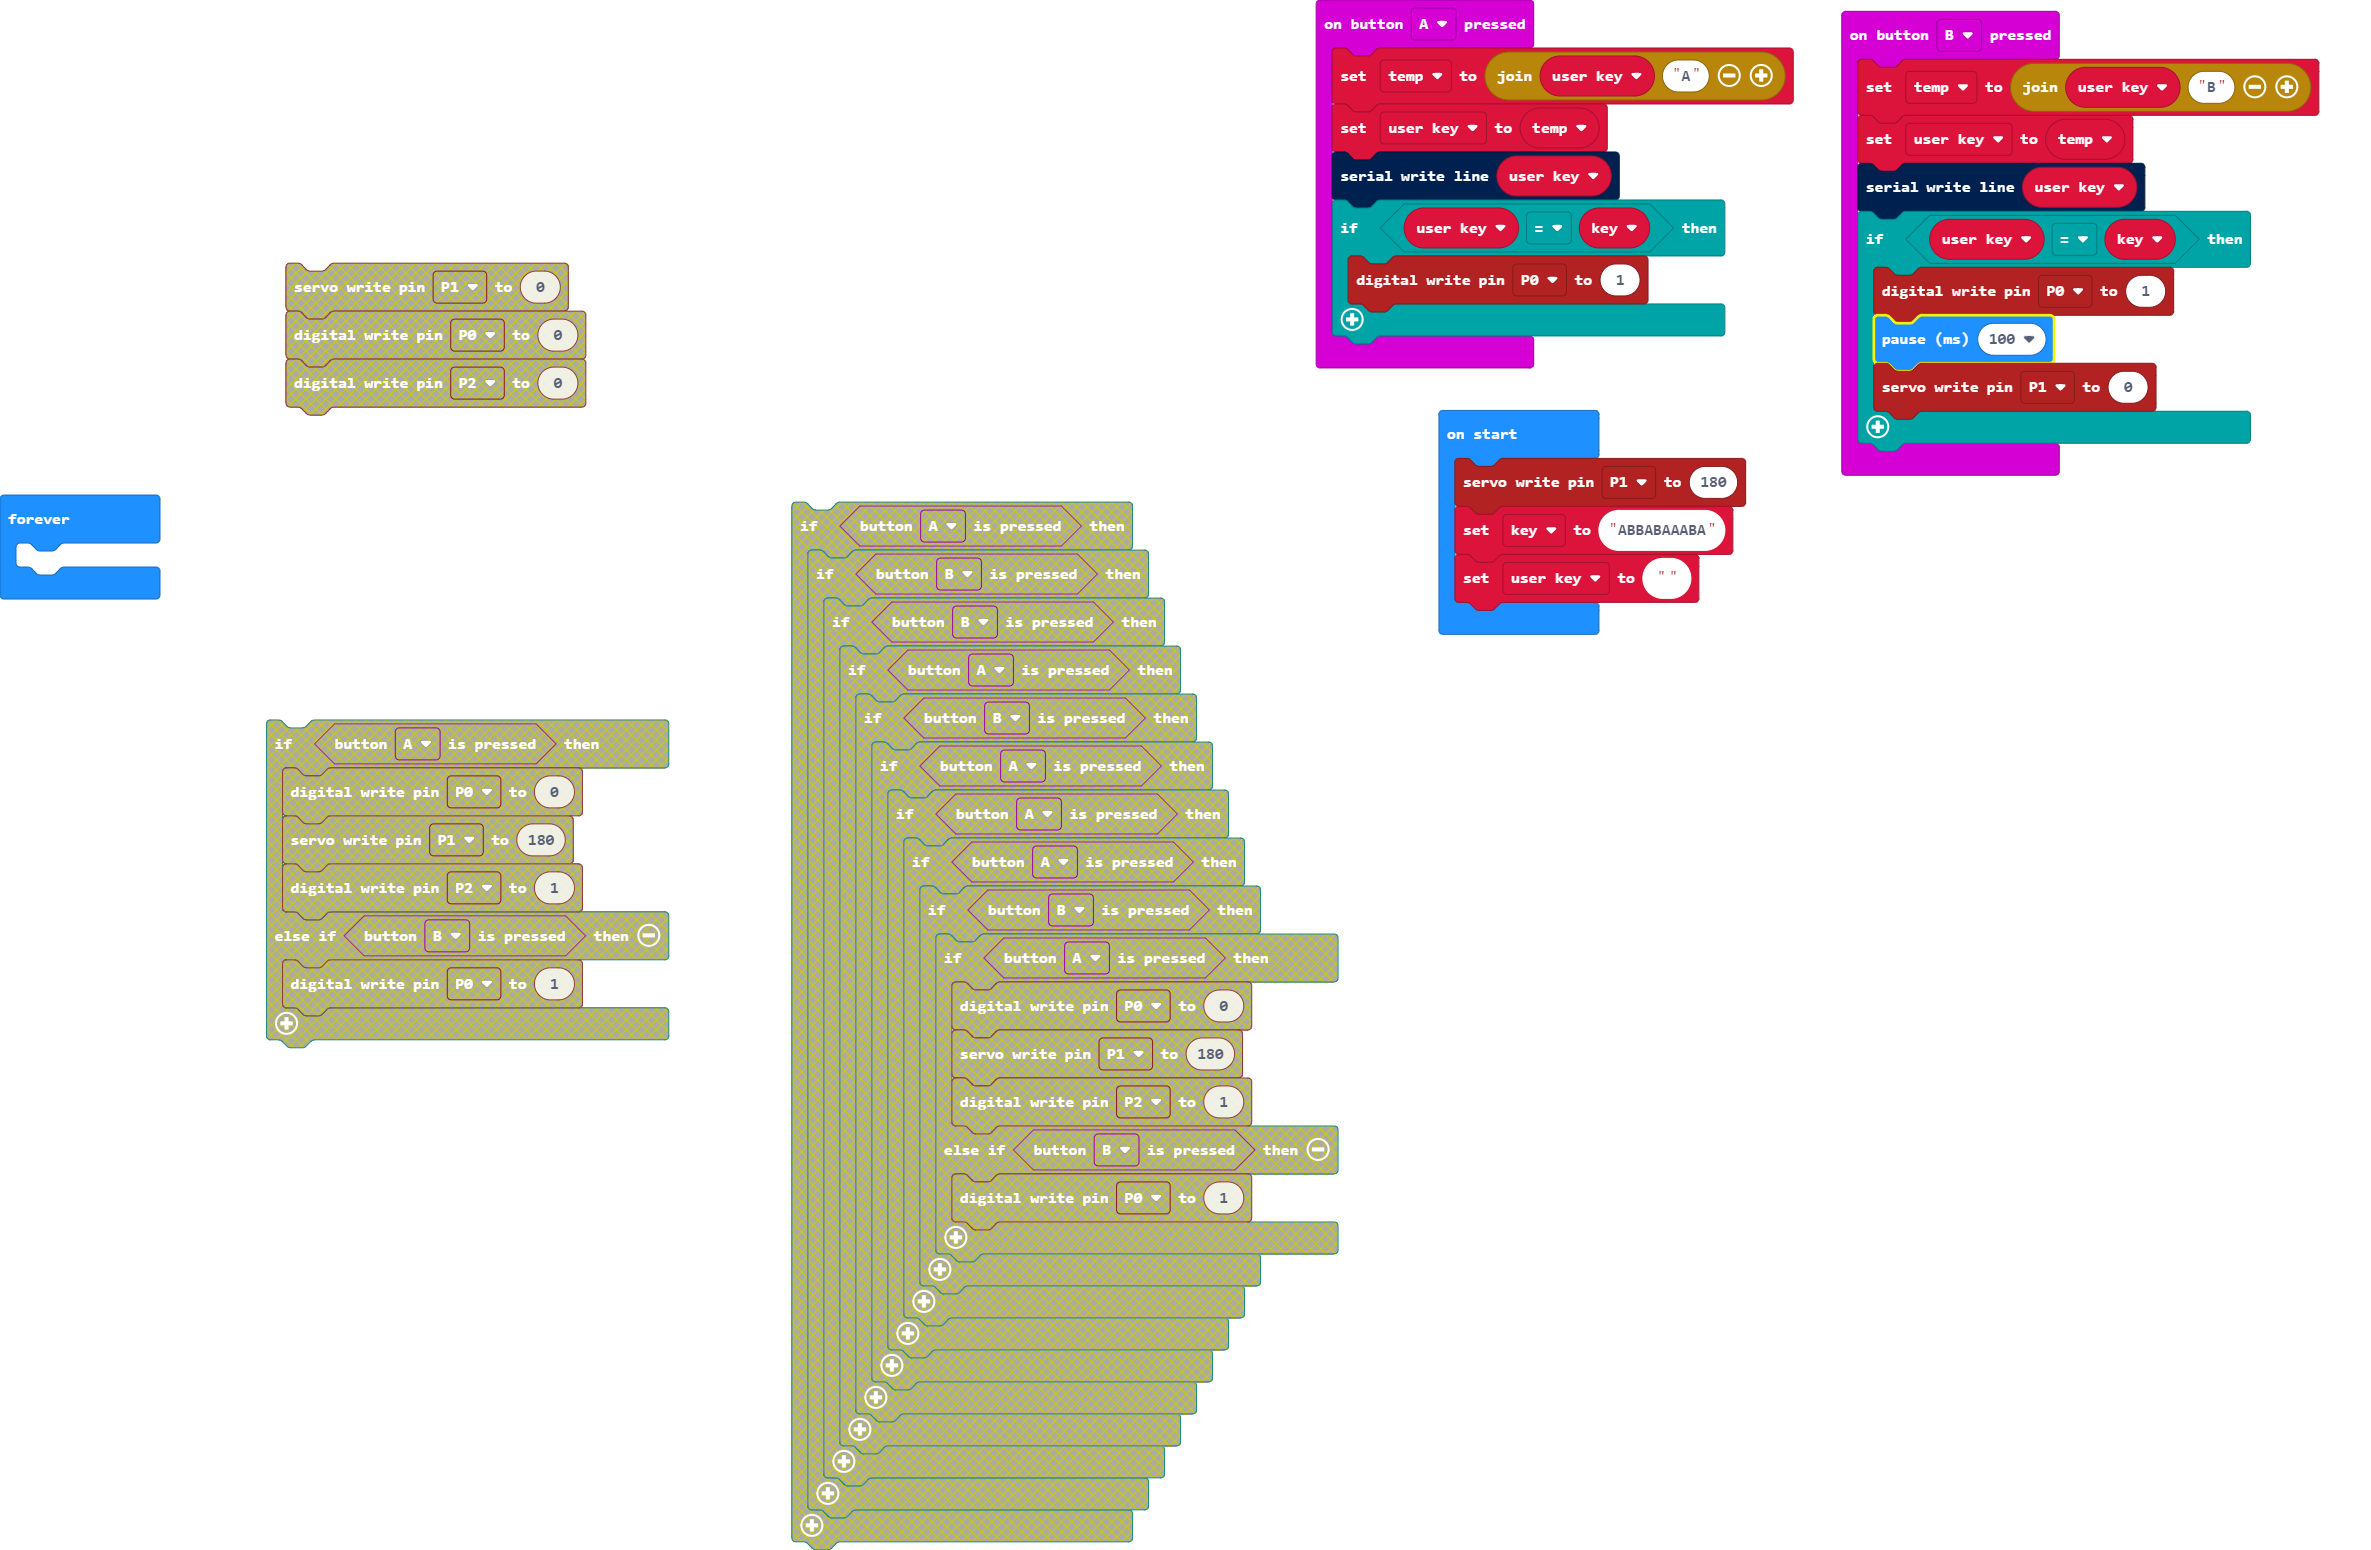 on button A pressed
set temp to join user key "A"
set user key to temp
serial write line user key
if user key = key then
digital write pin P0 to 1
on button B pressed
set temp to join user key "B"
set user key to temp
serial write line user key
if user key = key then
digital write pin P0 to 1
pause (ms) 100
servo write pin P1 to 0
servo write pin P1 to 0
digital write pin P0 to 0
digital write pin P2 to 0
on start
servo write pin P1 to 180
set key to "ABBABAAABA"
set user key to ""
forever
if button A is pressed then
digital write pin P0 to 0
servo write pin P1 to 180
digital write pin P2 to 1
else if button B is pressed then
digital write pin P0 to 1
if button A is pressed then
if button B is pressed then
if button B is pressed then
if button A is pressed then
if button B is pressed then
if button A is pressed then
if button A is pressed then
if button A is pressed then
if button B is pressed then
if button A is pressed then
digital write pin P0 to 0
servo write pin P1 to 180
digital write pin P2 to 1
else if button B is pressed then
digital write pin P0 to 1